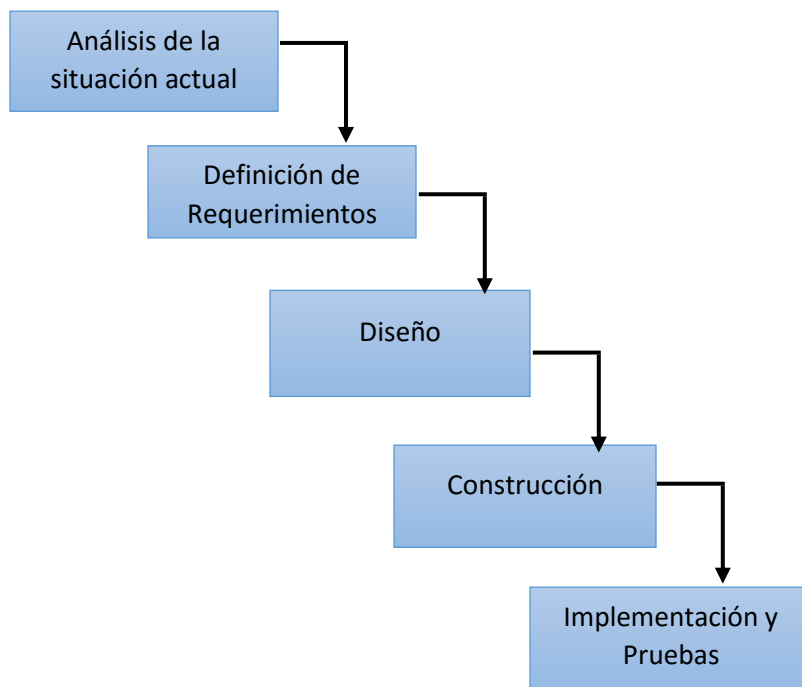 Análisis de la
situación actual
Definición de
Requerimientos
Diseño
Construcción
Implementación y
Pruebas